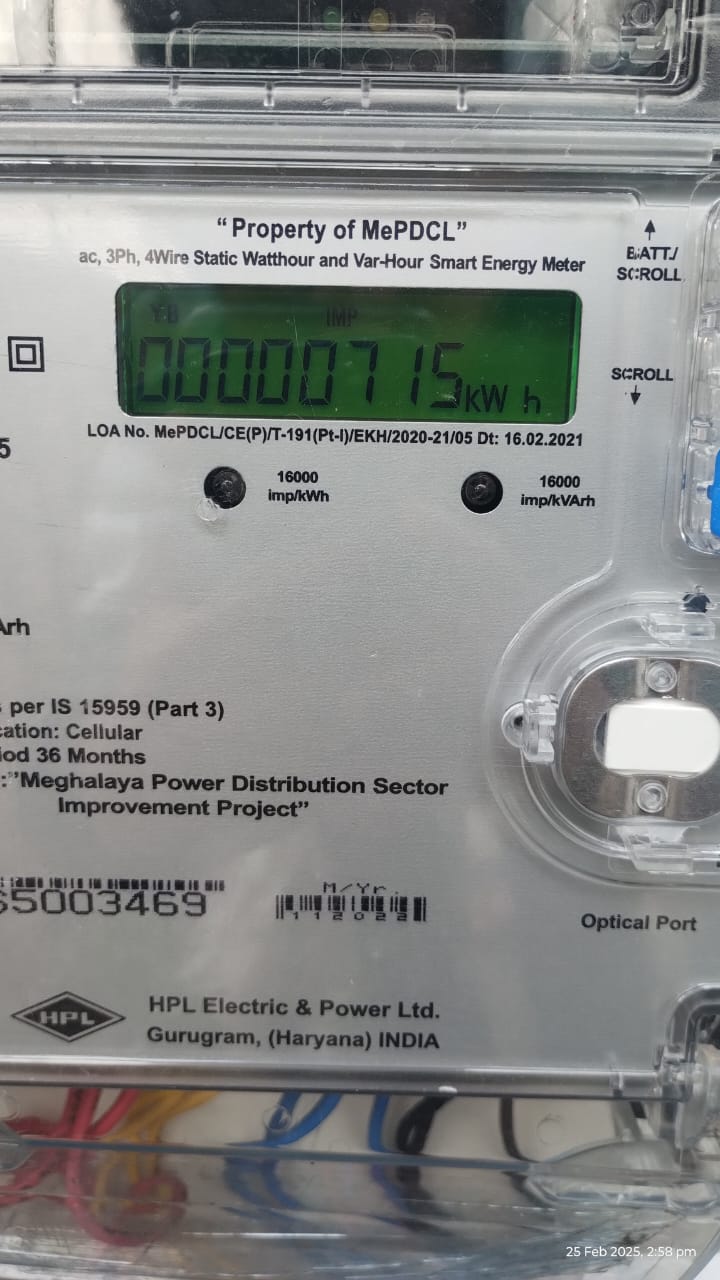 “Property of MePDCL”
ac, 3Ph, 4Wire Static Watthour and Var-Hour Smart Energy Meter
BATT./
SCROLL
IMP
00000715kW h
SCROLL
5
LOA No. MePDCL/CE(P)/T-191(Pt-I)/EKH/2020-21/05 Dt: 16.02.2021
16000
imp/kWh
16000
imp/kVArh
Arh
per IS 15959 (Part 3)
cation: Cellular
iod 36 Months
:”Meghalaya Power Distribution Sector
Improvement Project”
S5003469
M/Yr.
112022
Optical Port
HPL
HPL Electric & Power Ltd.
Gurugram, (Haryana) INDIA
25 Feb 2025, 2:58 pm